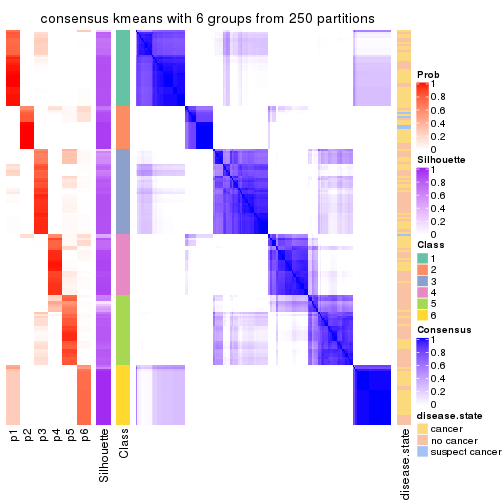 consensus kmeans with 6 groups from 250 partitions
Prob
1
0.8
0.6
0.4
0.2
0
Silhouette
1
0.8
0.6
0.4
0.2
0
Class
1
2
3
4
5
6
Consensus
1
0.8
0.6
0.4
0.2
0
disease.state
cancer
no cancer
suspect cancer
p1
p2
p3
p4
p5
p6
Silhouette
Class
disease.state